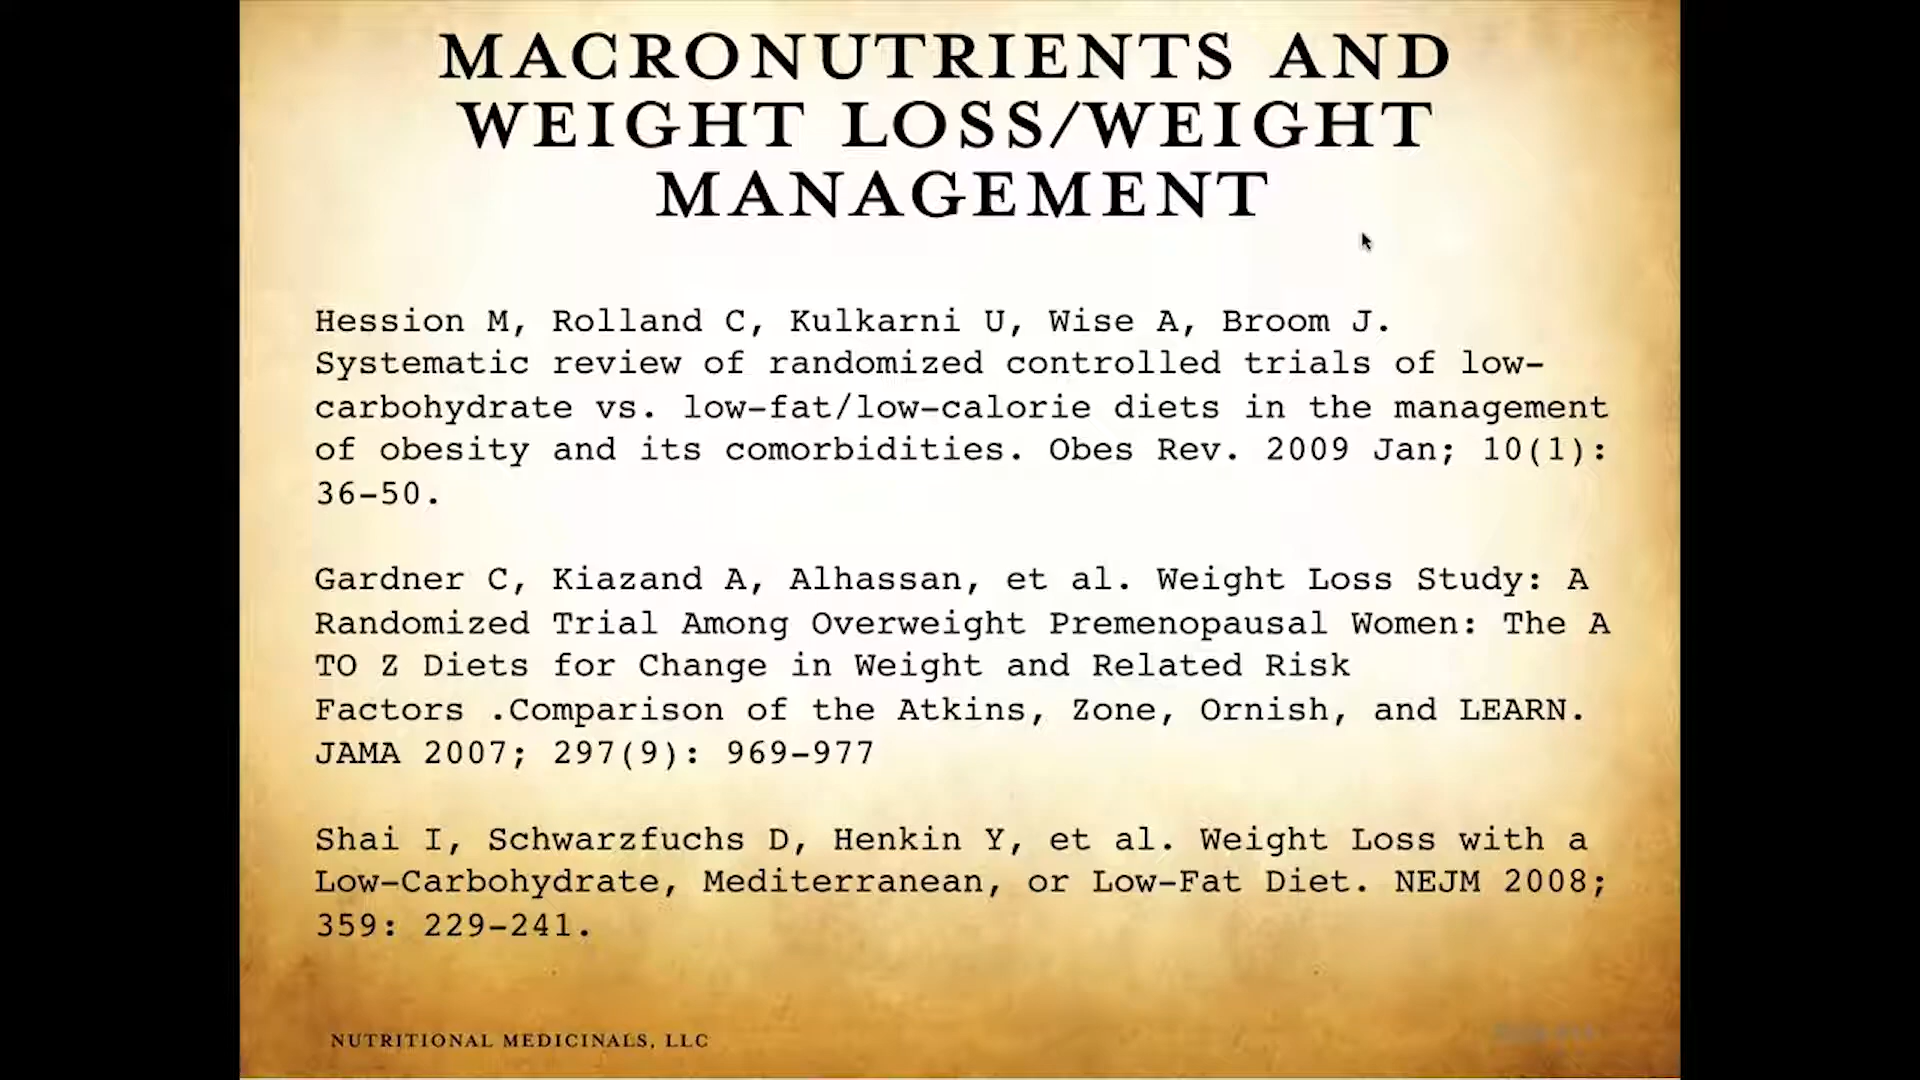 MACRONUTRIENTS AND
WEIGHT LOSS/WEIGHT
MANAGEMENT
Hession M, Rolland C, Kulkarni U, Wise A, Broom J.
Systematic review of randomized controlled trials of low-
carbohydrate vs. low-fat/low-calorie diets in the management
of obesity and its comorbidities. Obes Rev. 2009 Jan; 10(1):
36-50.
Gardner C, Kiazand A, Alhassan, et al. Weight Loss Study: A
Randomized Trial Among Overweight Premenopausal Women: The A
TO Z Diets for Change in Weight and Related Risk
Factors .Comparison of the Atkins, Zone, Ornish, and LEARN.
JAMA 2007; 297(9): 969-977
Shai I, Schwarzfuchs D, Henkin Y, et al. Weight Loss with a
Low-Carbohydrate, Mediterranean, or Low-Fat Diet. NEJM 2008;
359: 229-241.
NUTRITIONAL MEDICINALS, LLC